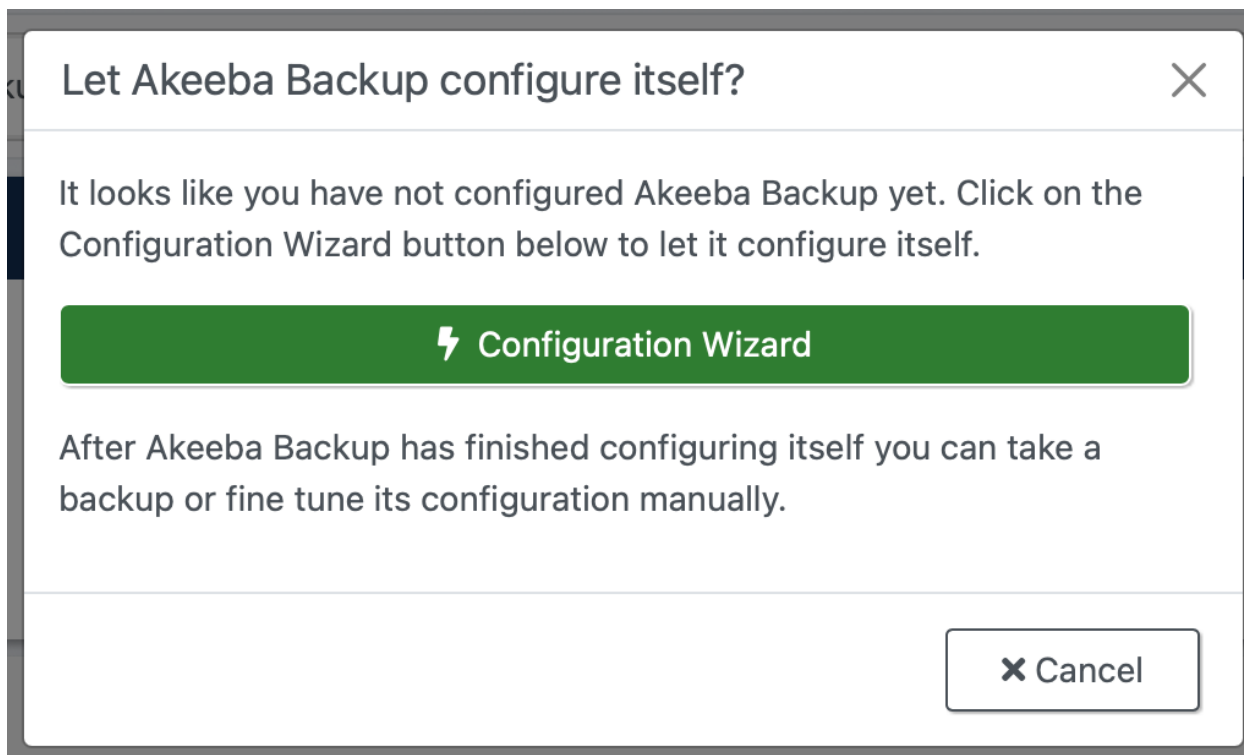 Let Akeeba Backup configure itself?
It looks like you have not configured Akeeba Backup yet. Click on the
Configuration Wizard button below to let it configure itself.
Configuration Wizard
After Akeeba Backup has finished configuring itself you can take a
backup or fine tune its configuration manually.
Cancel